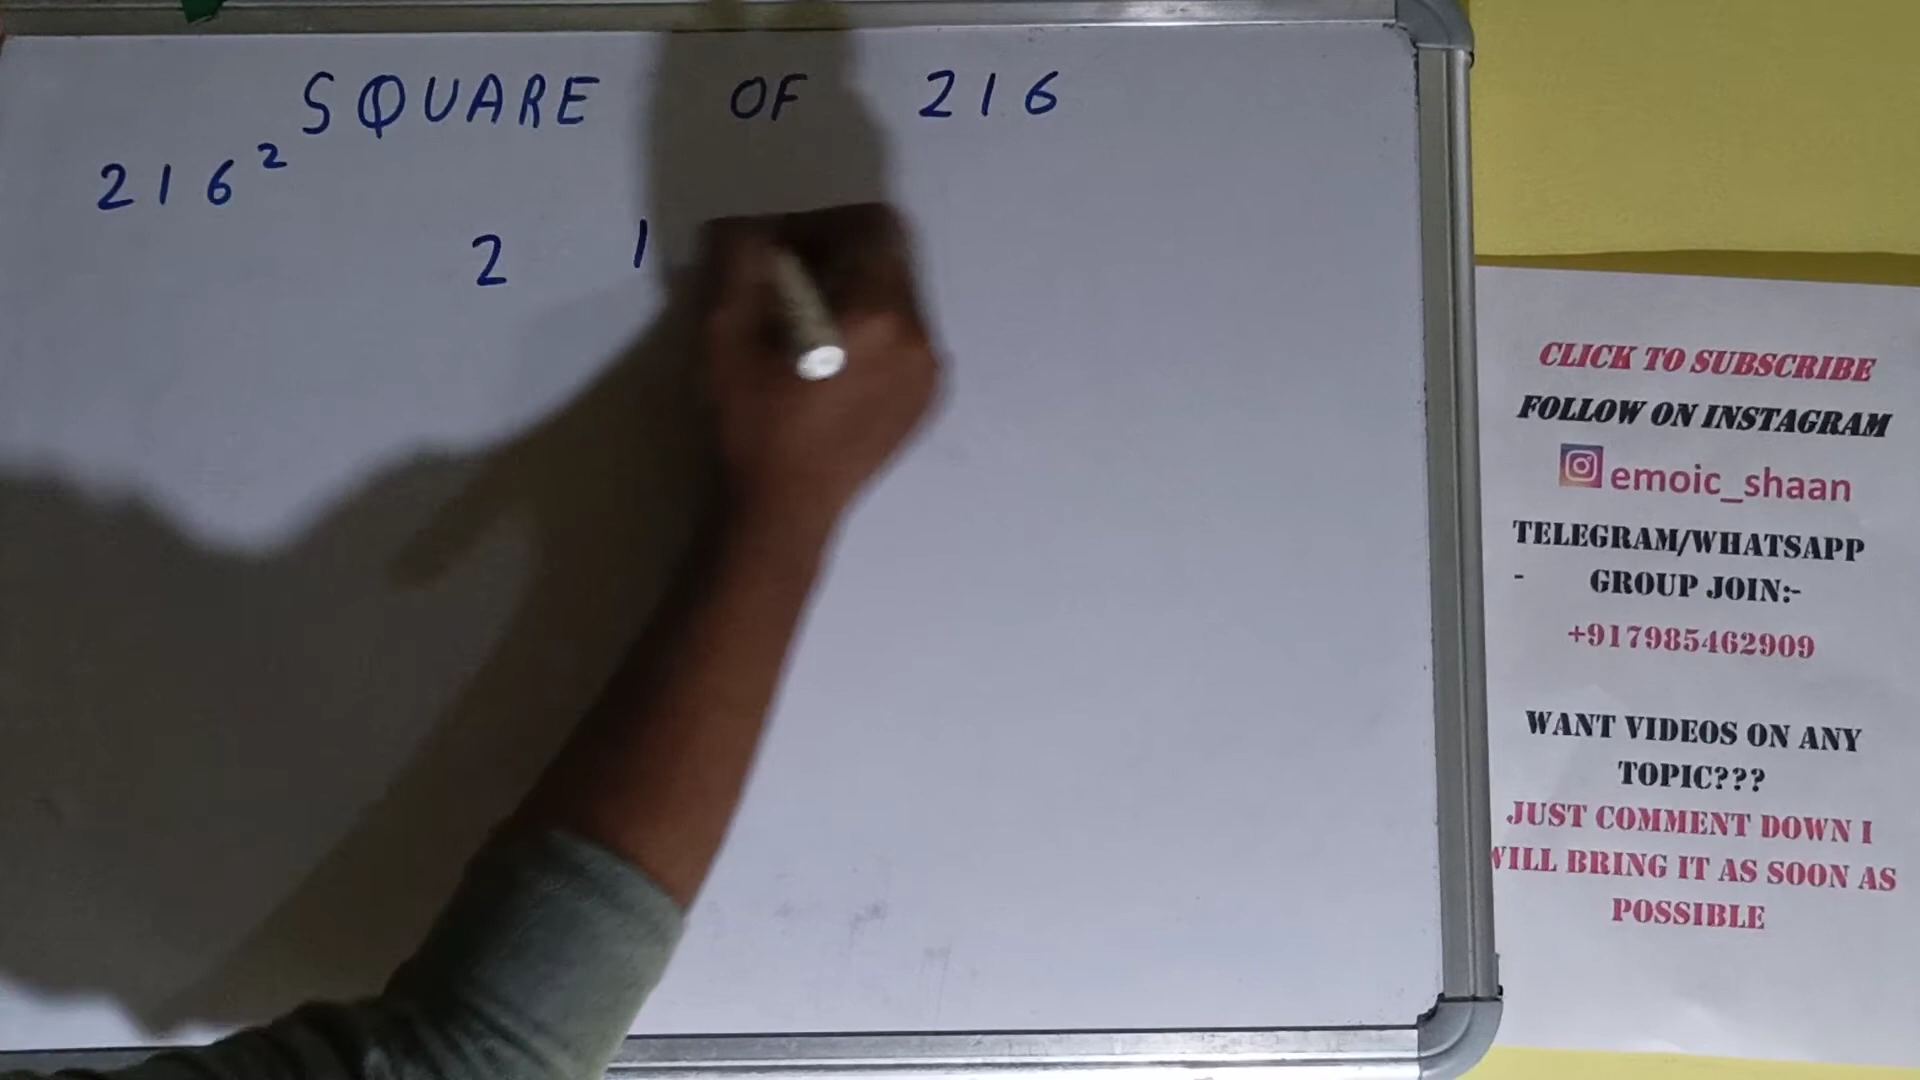 SQUARE OF 216
216²
2 1
CLICK TO SUBSCRIBE
FOLLOW ON INSTAGRAM
emoic_shaan
TELEGRAM/WHATSAPP
- GROUP JOIN:-
+917985462909
WANT VIDEOS ON ANY
TOPIC???
JUST COMMENT DOWN I
WILL BRING IT AS SOON AS
POSSIBLE